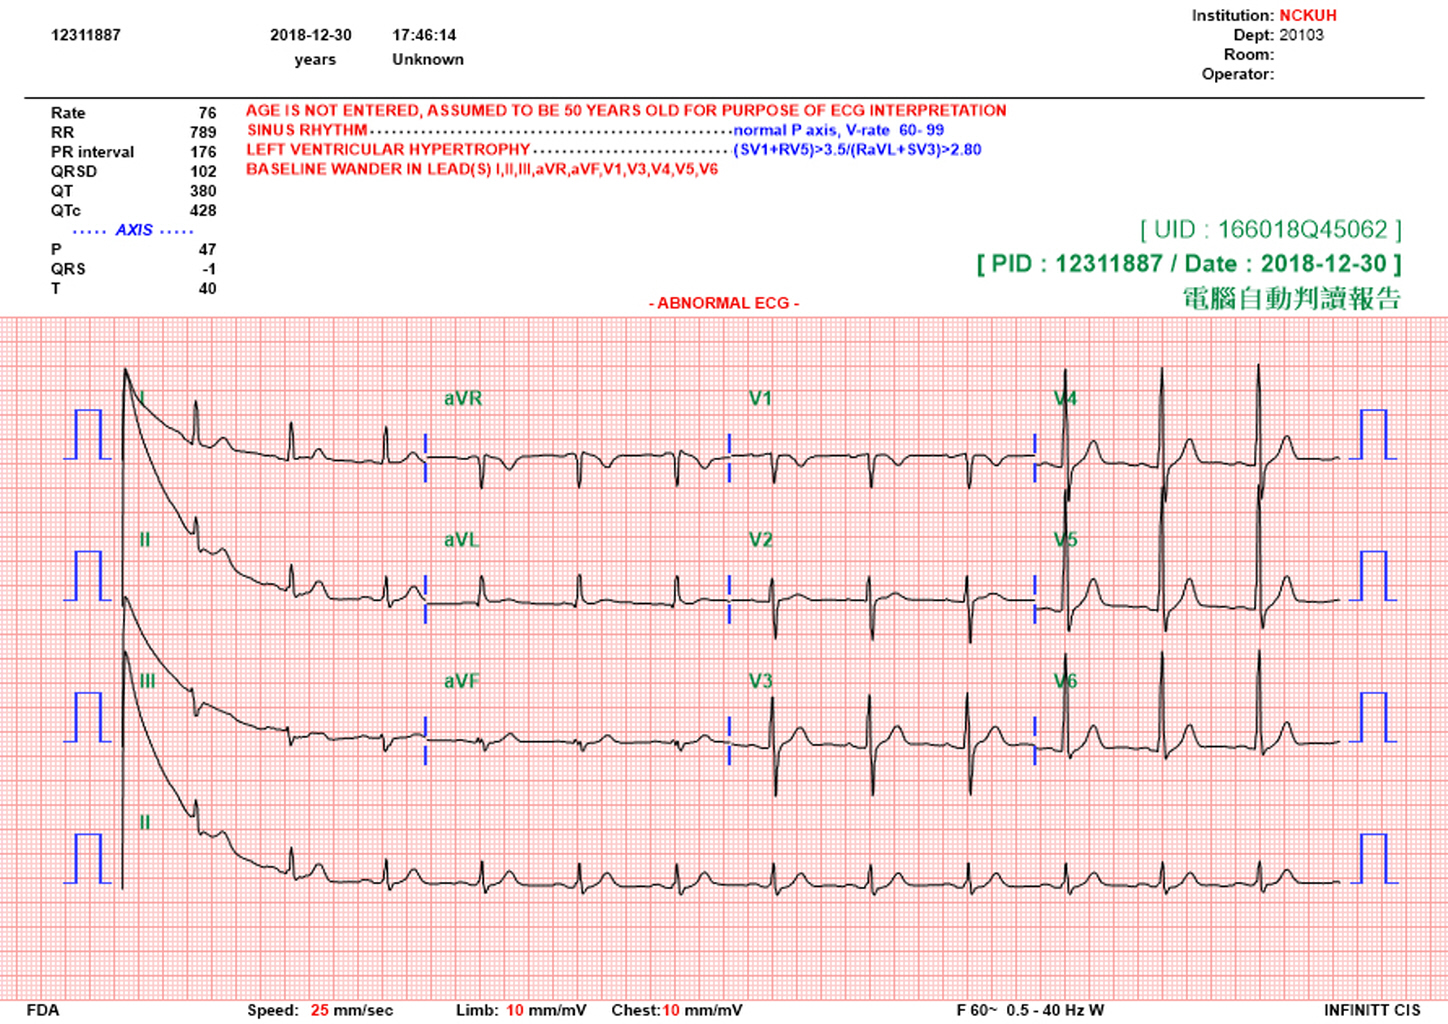 Institution: NCKUH
12311887 2018-12-30 17:46:14 Dept: 20103
years Unknown Room:
Operator:
Rate 76 AGE IS NOT ENTERED, ASSUMED TO BE 50 YEARS OLD FOR PURPOSE OF ECG INTERPRETATION
RR 789 SINUS RHYTHM........................................normal P axis, V-rate 60- 99
PR interval 176 LEFT VENTRICULAR HYPERTROPHY......................(SV1+RV5)>3.5/(RaVL+SV3)>2.80
QRSD 102 BASELINE WANDER IN LEAD(S) I,II,III,aVR,aVF,V1,V3,V4,V5,V6
QT 380
QTc 428
..... AXIS .....
P 47
QRS -1
T 40
[ UID : 166018Q45062 ]
[ PID : 12311887 / Date : 2018-12-30 ]
電腦自動判讀報告
- ABNORMAL ECG -
I aVR V1 V4
II aVL V2 V5
III aVF V3 V6
II
FDA Speed: 25 mm/sec Limb: 10 mm/mV Chest:10 mm/mV F 60~ 0.5 - 40 Hz W INFINITT CIS